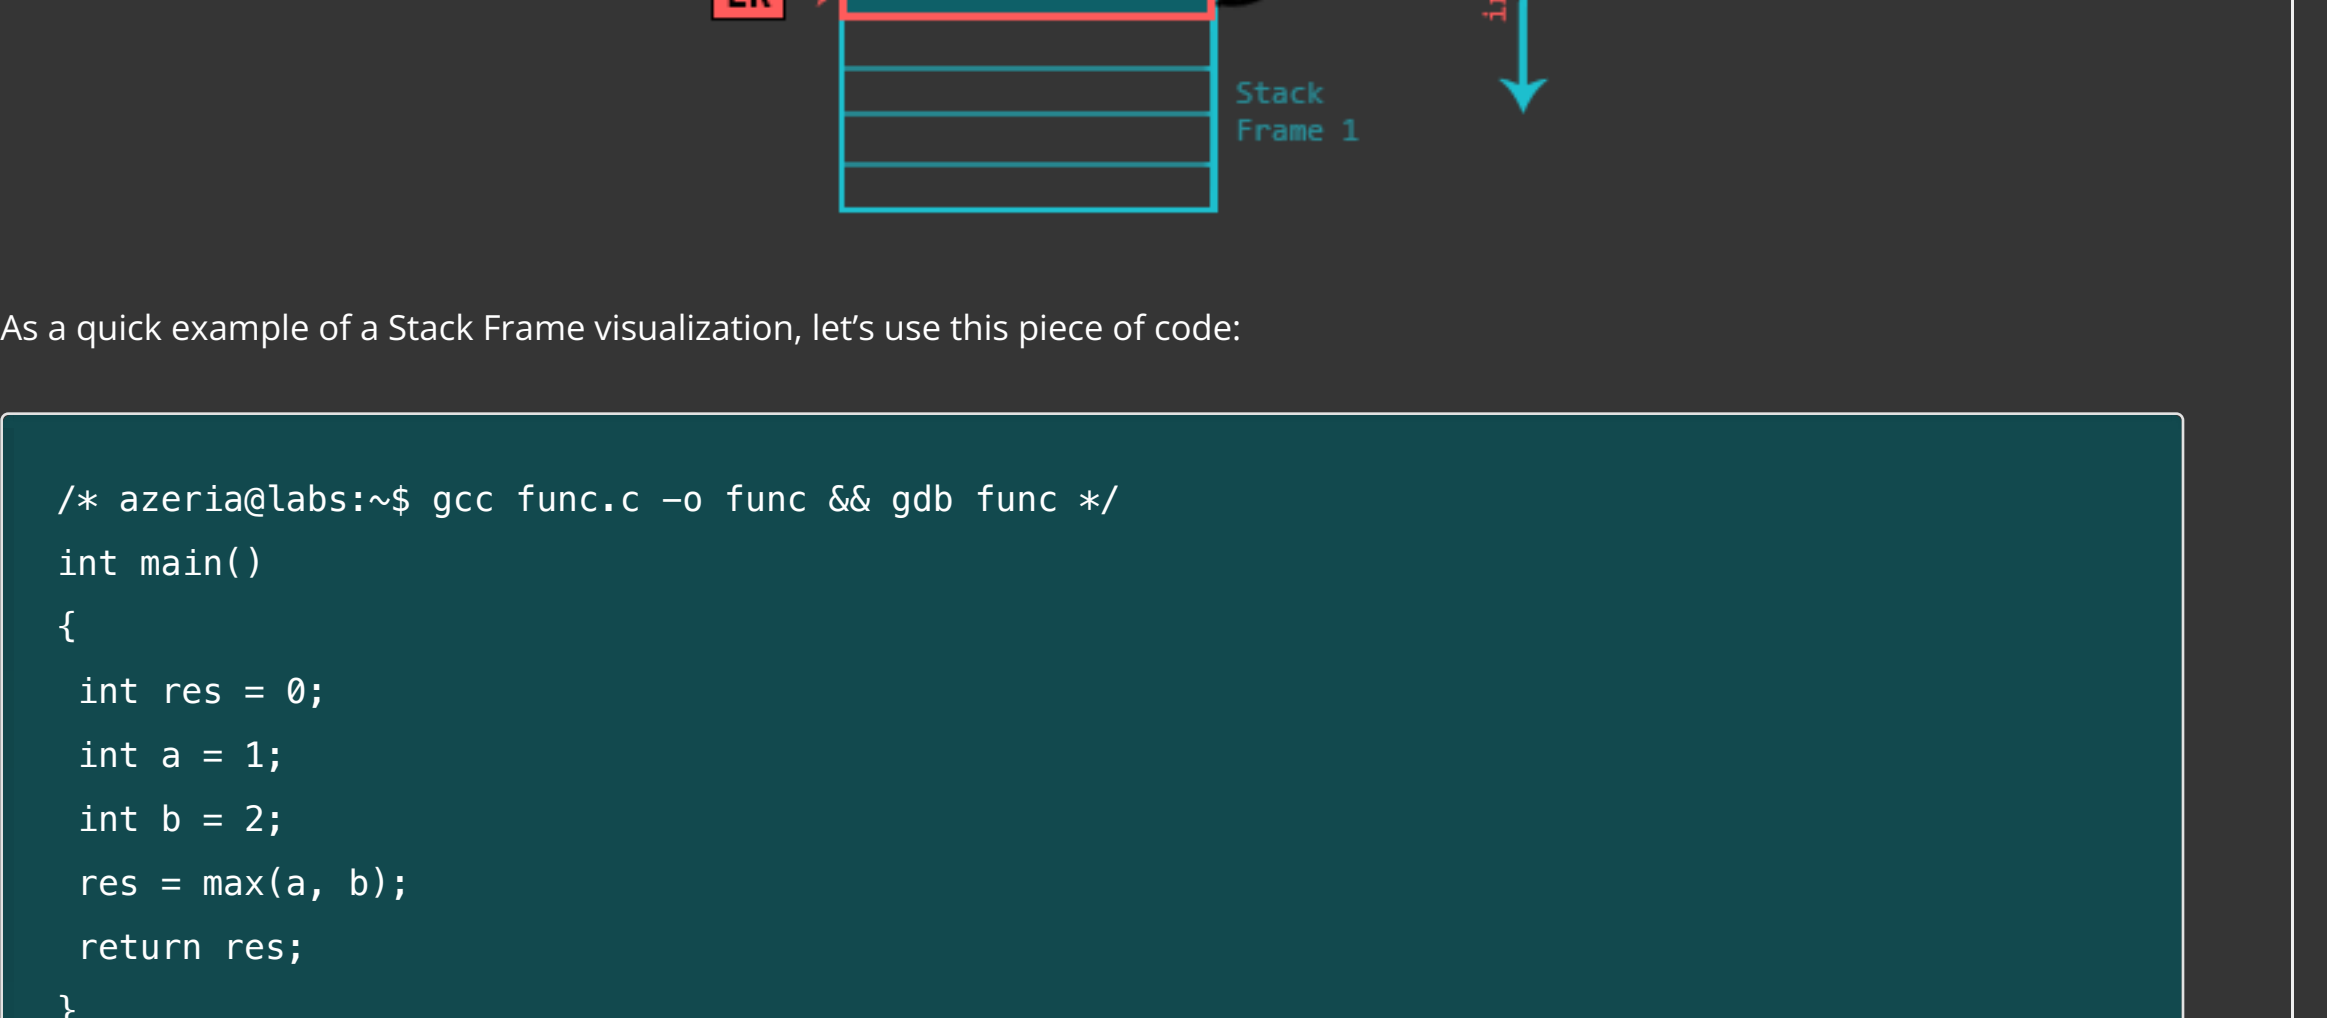 Stack
Frame 1
As a quick example of a Stack Frame visualization, let’s use this piece of code:
/* azeria@labs:~$ gcc func.c -o func && gdb func */
int main()
{
 int res = 0;
 int a = 1;
 int b = 2;
 res = max(a, b);
 return res;
}